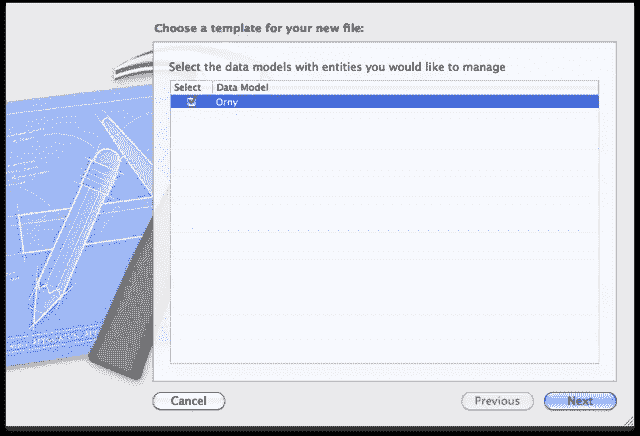 Choose a template for your new file:
Select the data models with entities you would like to manage
Select Data Model
Orny
Cancel Previous Next